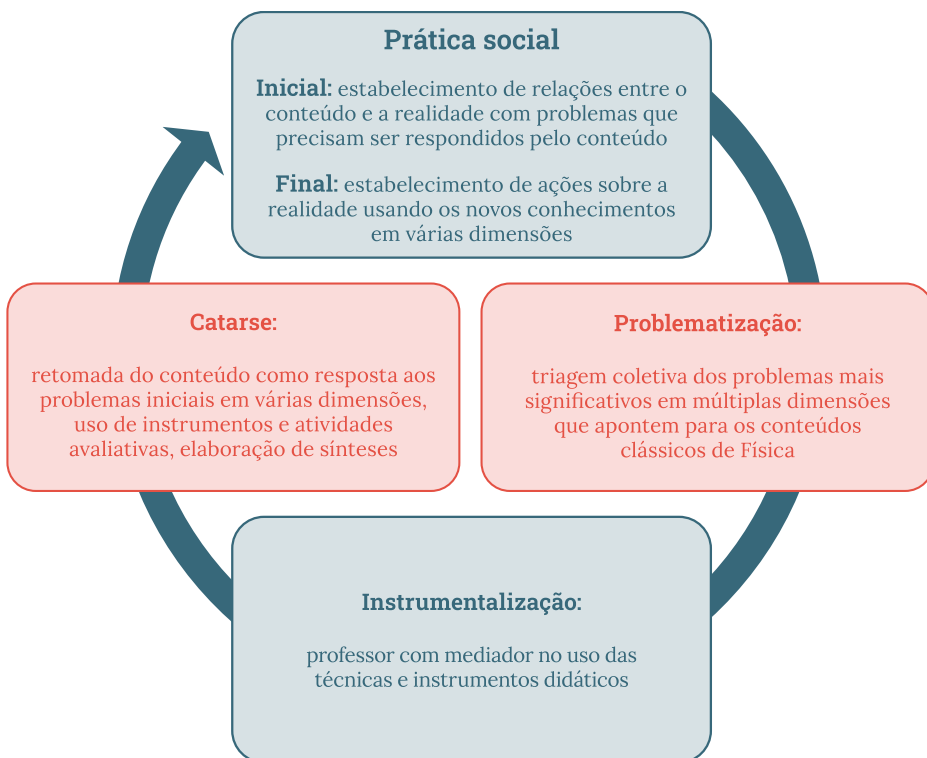 Prática social
Inicial: estabelecimento de relações entre o
conteúdo e a realidade com problemas que
precisam ser respondidos pelo conteúdo
Final: estabelecimento de ações sobre a
realidade usando os novos conhecimentos
em várias dimensões
Problematização:
triagem coletiva dos problemas mais
significativos em múltiplas dimensões
que apontem para os conteúdos
clássicos de Física
Instrumentalização:
professor com mediador no uso das
técnicas e instrumentos didáticos
Catarse:
retomada do conteúdo como resposta aos
problemas iniciais em várias dimensões,
uso de instrumentos e atividades
avaliativas, elaboração de sínteses